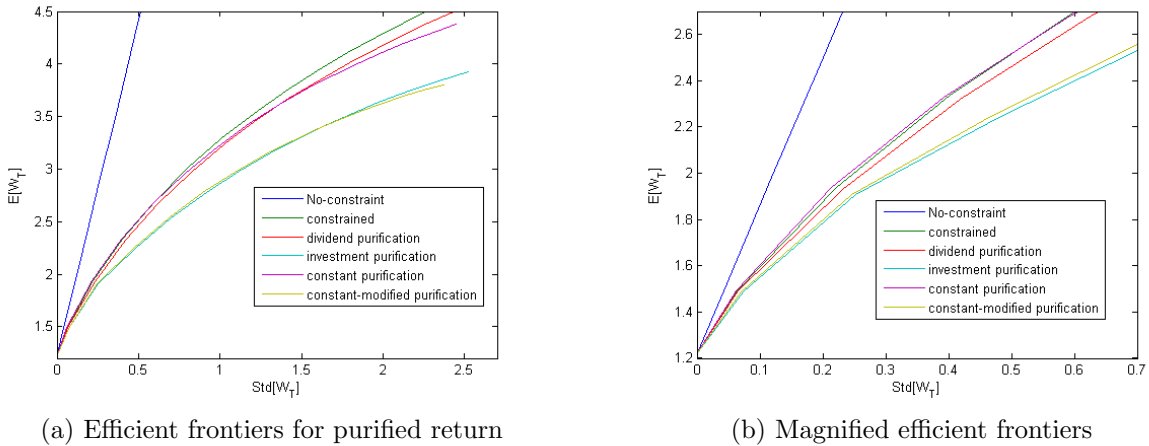 4.5
4
3.5
3
2.5
2
1.5
E[W_T]
No-constraint
constrained
dividend purification
investment purification
constant purification
constant-modified purification
0 0.5 1 1.5 2 2.5
Std[W_T]
(a) Efficient frontiers for purified return
2.6
2.4
2.2
2
1.8
1.6
1.4
1.2
E[W_T]
No-constraint
constrained
dividend purification
investment purification
constant purification
constant-modified purification
0 0.1 0.2 0.3 0.4 0.5 0.6 0.7
Std[W_T]
(b) Magnified efficient frontiers